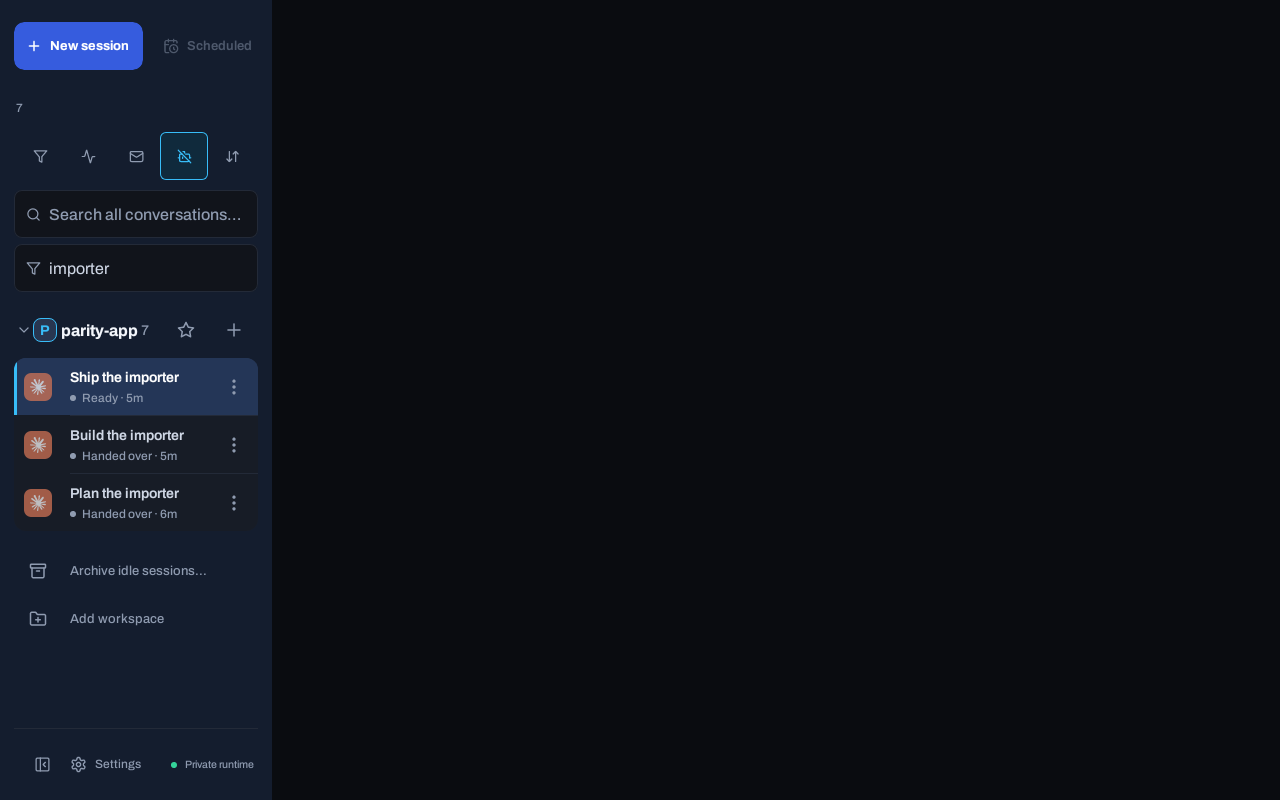 New session
Scheduled
7
Search all conversations...
importer
P parity-app 7
Ship the importer
Ready · 5m
Build the importer
Handed over · 5m
Plan the importer
Handed over · 6m
Archive idle sessions...
Add workspace
Settings
Private runtime